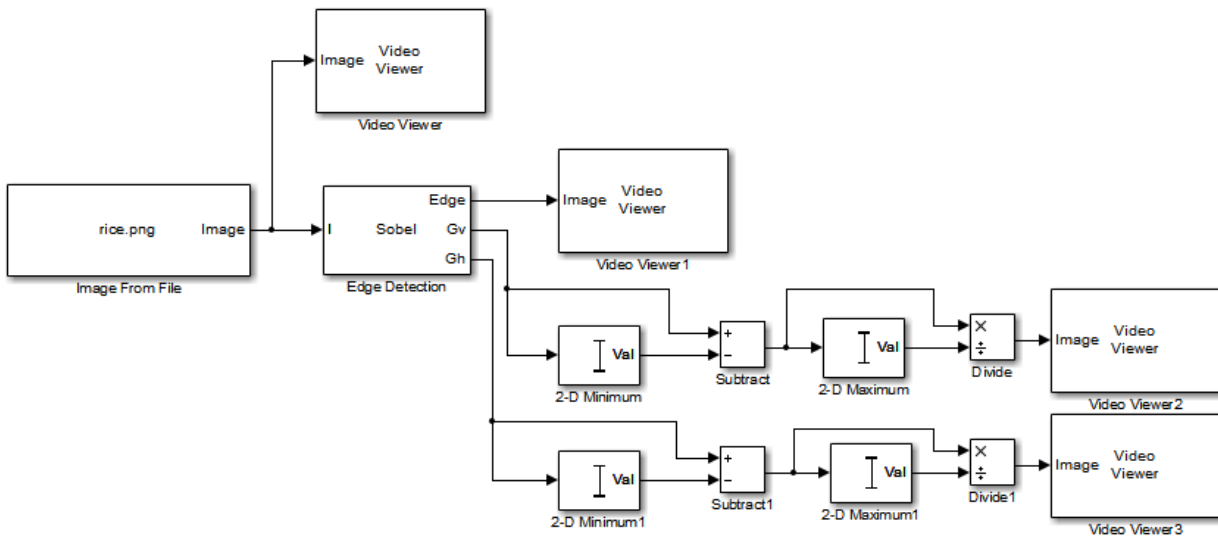 Image
Video
Viewer
Video Viewer
rice.png
Image
Image From File
I
Sobel
Edge
Gv
Gh
Edge Detection
Image
Video
Viewer
Video Viewer1
Val
2-D Minimum
+
−
Subtract
Val
2-D Maximum
×
÷
Divide
Image
Video
Viewer
Video Viewer2
Val
2-D Minimum1
+
−
Subtract1
Val
2-D Maximum1
×
÷
Divide1
Image
Video
Viewer
Video Viewer3